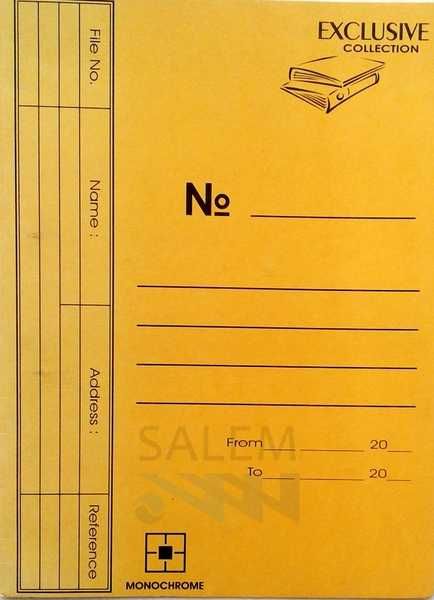 EXCLUSIVE
COLLECTION
File No.
Name :
Address :
Reference
№
SALEM
From 20
To 20
MONOCHROME